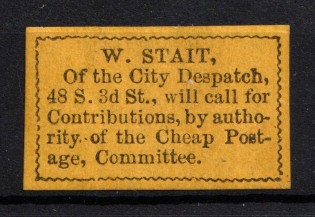 W. STAIT,
Of the City Despatch,
48 S. 3d St., will call for
Contributions, by autho-
rity. of the Cheap Post-
age, Committee.